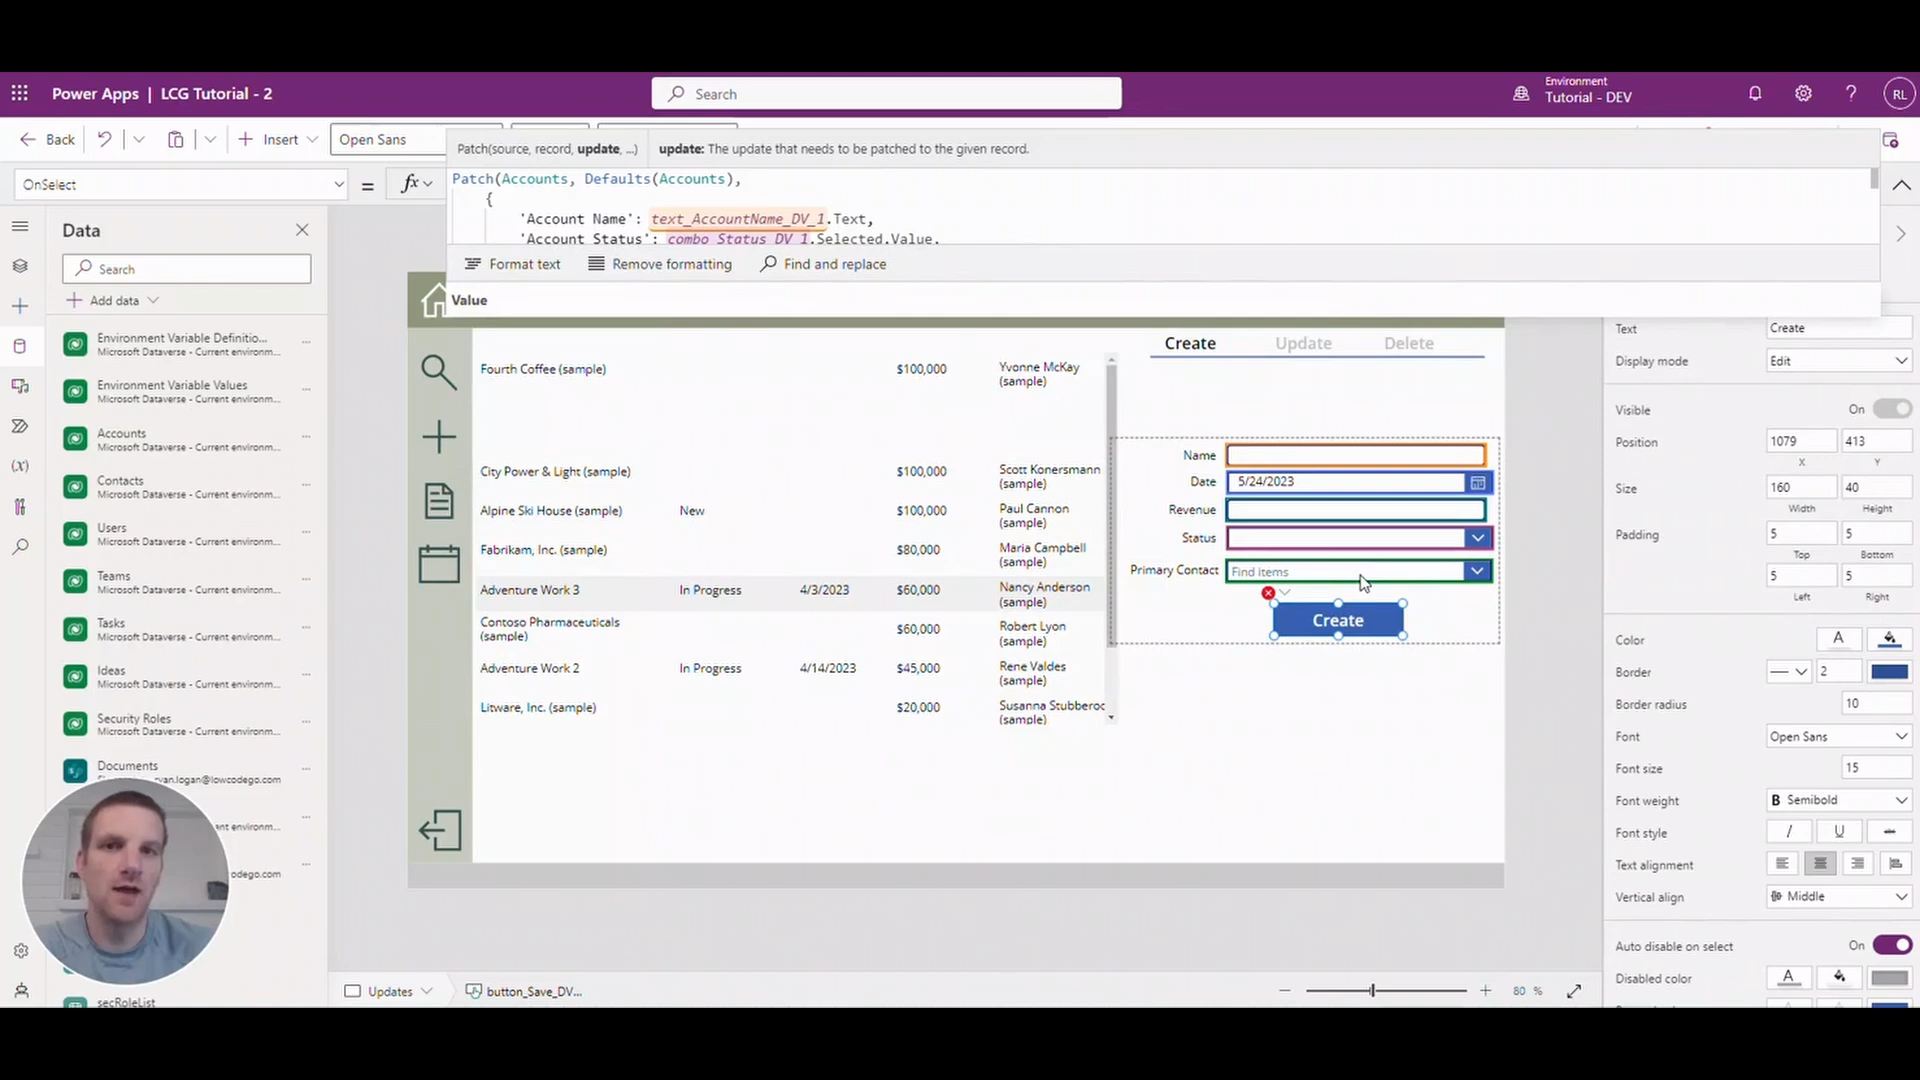 Power Apps | LCG Tutorial - 2
Search
Environment
Tutorial - DEV
RL
Back
Insert
Open Sans
OnSelect
=
fx
Patch(source, record, update, ...)
update: The update that needs to be patched to the given record.
Patch(Accounts, Defaults(Accounts),
{
'Account Name': text_AccountName_DV_1.Text,
'Account Status': combo_Status_DV_1.Selected.Value.
Format text
Remove formatting
Find and replace
Value
Data
Search
Add data
Environment Variable Definitio...
Microsoft Dataverse - Current environm...
Environment Variable Values
Microsoft Dataverse - Current environm...
Accounts
Microsoft Dataverse - Current environm...
Contacts
Microsoft Dataverse - Current environm...
Users
Microsoft Dataverse - Current environm...
Teams
Microsoft Dataverse - Current environm...
Tasks
Microsoft Dataverse - Current environm...
Ideas
Microsoft Dataverse - Current environm...
Security Roles
Microsoft Dataverse - Current environm...
Documents
ryan.logan@lowcodego.com
environm...
odego.com
secRoleList
Create
Update
Delete
Fourth Coffee (sample)
$100,000
Yvonne McKay
(sample)
City Power & Light (sample)
$100,000
Scott Konersmann
(sample)
Alpine Ski House (sample)
New
$100,000
Paul Cannon
(sample)
Fabrikam, Inc. (sample)
$80,000
Maria Campbell
(sample)
Adventure Work 3
In Progress
4/3/2023
$60,000
Nancy Anderson
(sample)
Contoso Pharmaceuticals
(sample)
$60,000
Robert Lyon
(sample)
Adventure Work 2
In Progress
4/14/2023
$45,000
Rene Valdes
(sample)
Litware, Inc. (sample)
$20,000
Susanna Stubberod
(sample)
Name
Date
5/24/2023
Revenue
Status
Primary Contact
Find items
Create
Text
Create
Display mode
Edit
Visible
On
Position
1079
413
X
Y
Size
160
40
Width
Height
Padding
5
5
Top
Bottom
5
5
Left
Right
Color
A
Border
2
Border radius
10
Font
Open Sans
Font size
15
Font weight
B Semibold
Font style
/
U
Text alignment
Vertical align
Middle
Auto disable on select
On
Disabled color
A
Updates
button_Save_DV...
80 %